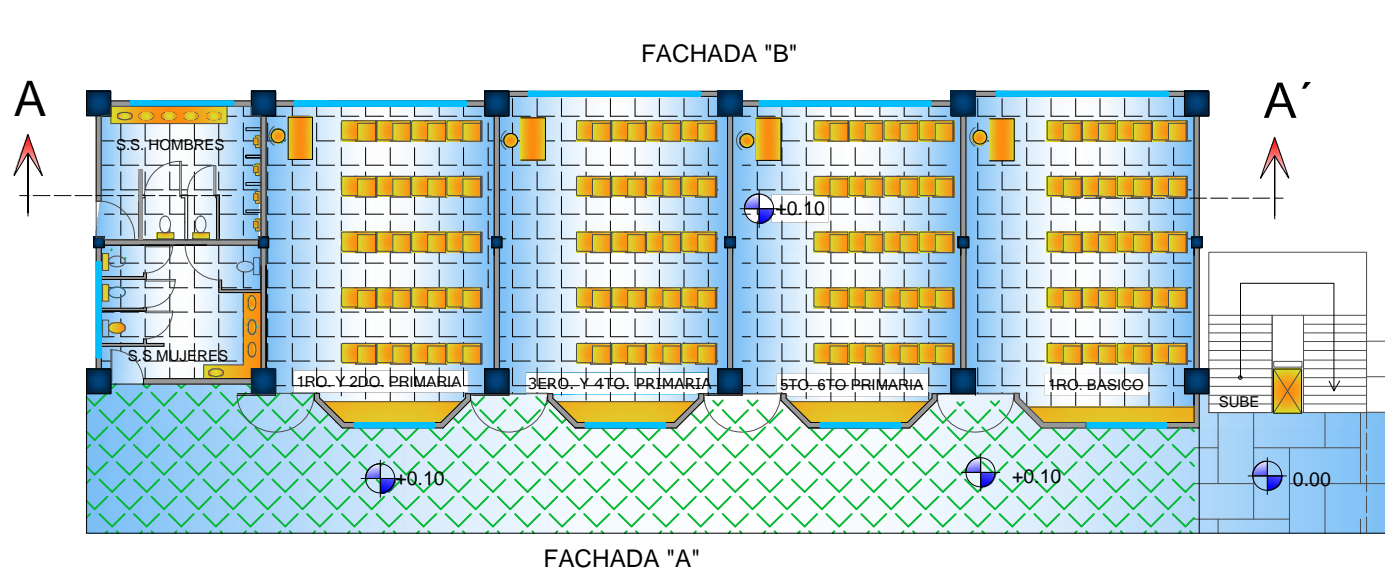 FACHADA "B"
A
A´
S.S. HOMBRES
+0.10
S.S MUJERES
1RO. Y 2DO. PRIMARIA
3ERO. Y 4TO. PRIMARIA
5TO. 6TO PRIMARIA
1RO. BASICO
SUBE
+0.10
+0.10
0.00
FACHADA "A"